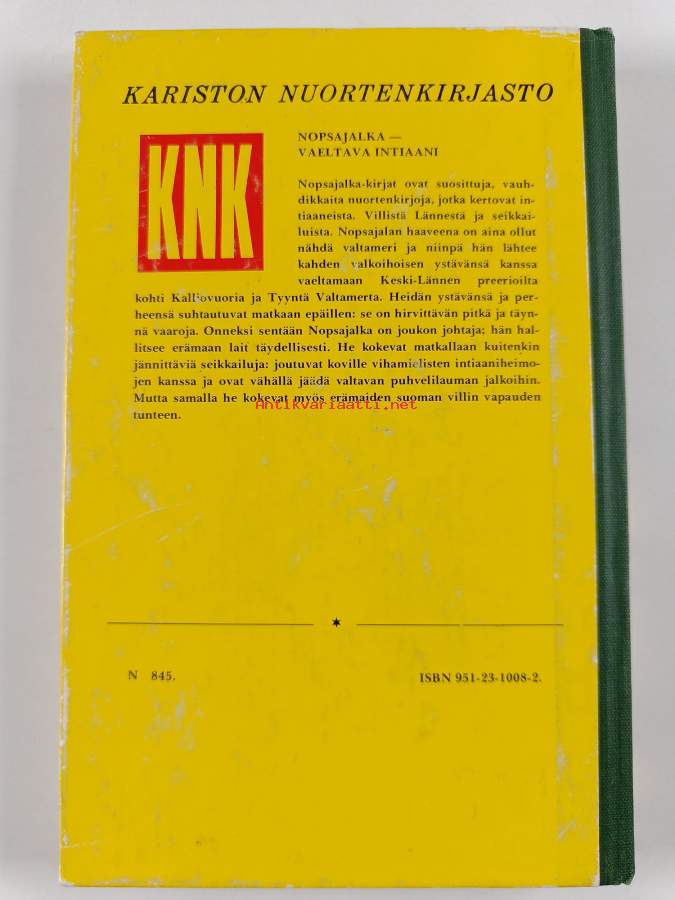 KARISTON NUORTENKIRJASTO
KNK
NOPSAJALKA —
VAELTAVA INTIAANI
Nopsajalka-kirjat ovat suosittuja, vauh-
dikkaita nuortenkirjoja, jotka kertovat in-
tiaaneista. Villistä Lännestä ja seikkai-
luista. Nopsajalan haaveena on aina ollut
nähdä valtameri ja niinpä hän lähtee
kahden valkoihoisen ystävänsä kanssa
vaeltamaan Keski-Lännen preerioilta
kohti Kalliovuoria ja Tyyntä Valtamerta. Heidän ystävänsä ja per-
heensä suhtautuvat matkaan epäillen: se on hirvittävän pitkä ja täyn-
nä vaaroja. Onneksi sentään Nopsajalka on joukon johtaja; hän hal-
litsee erämaan lait täydellisesti. He kokevat matkallaan kuitenkin
jännittäviä seikkailuja: joutuvat koville vihamielisten intiaaniheimo-
jen kanssa ja ovat vähällä jäädä valtavan puhvelilauman jalkoihin.
Mutta samalla he kokevat myös erämaiden suoman villin vapauden
tunteen.
Antikvariaatti.net
N 845.
ISBN 951-23-1008-2.